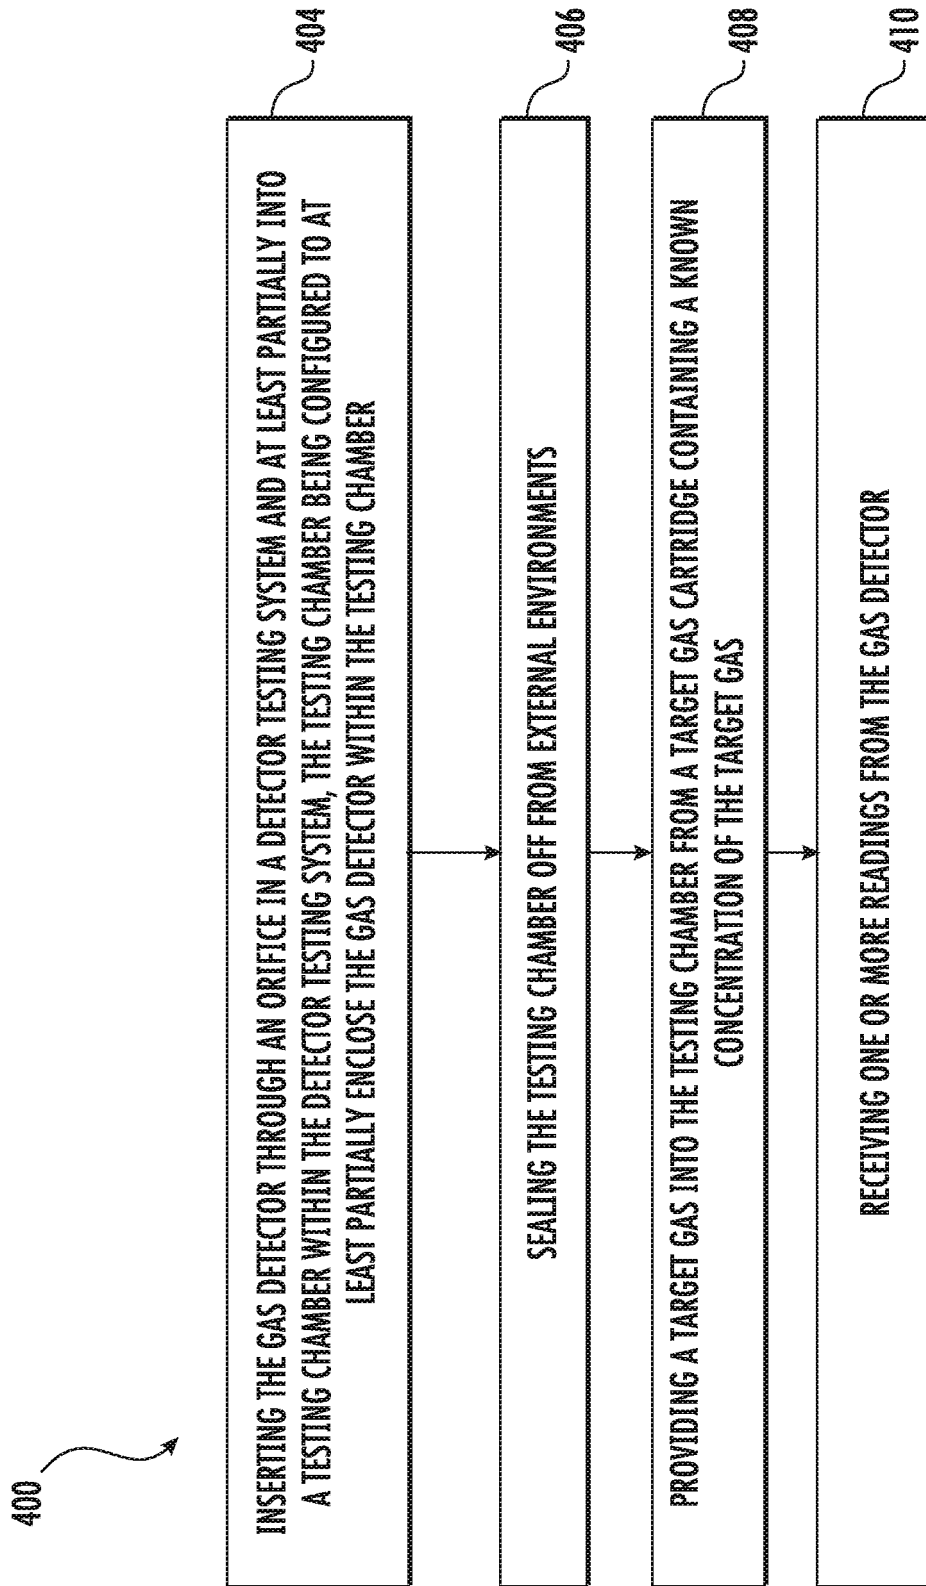 400
INSERTING THE GAS DETECTOR THROUGH AN ORIFICE IN A DETECTOR TESTING SYSTEM AND AT LEAST PARTIALLY INTO
A TESTING CHAMBER WITHIN THE DETECTOR TESTING SYSTEM, THE TESTING CHAMBER BEING CONFIGURED TO AT
LEAST PARTIALLY ENCLOSE THE GAS DETECTOR WITHIN THE TESTING CHAMBER
404
SEALING THE TESTING CHAMBER OFF FROM EXTERNAL ENVIRONMENTS
406
PROVIDING A TARGET GAS INTO THE TESTING CHAMBER FROM A TARGET GAS CARTRIDGE CONTAINING A KNOWN
CONCENTRATION OF THE TARGET GAS
408
RECEIVING ONE OR MORE READINGS FROM THE GAS DETECTOR
410